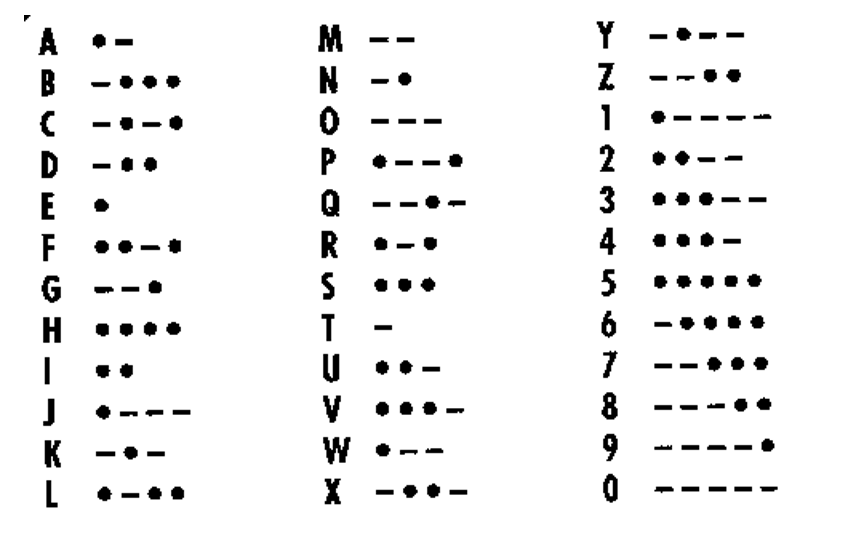 A •–
B –•••
C –•–•
D –••
E •
F ••–•
G ––•
H ••••
I ••
J •–––
K –•–
L •–••
M ––
N –•
O –––
P •––•
Q ––•–
R •–•
S •••
T –
U ••–
V •••–
W •––
X –••–
Y –•––
Z ––••
1 •––––
2 ••––
3 •••––
4 •••–
5 •••••
6 –••••
7 ––•••
8 –––••
9 ––––•
0 –––––